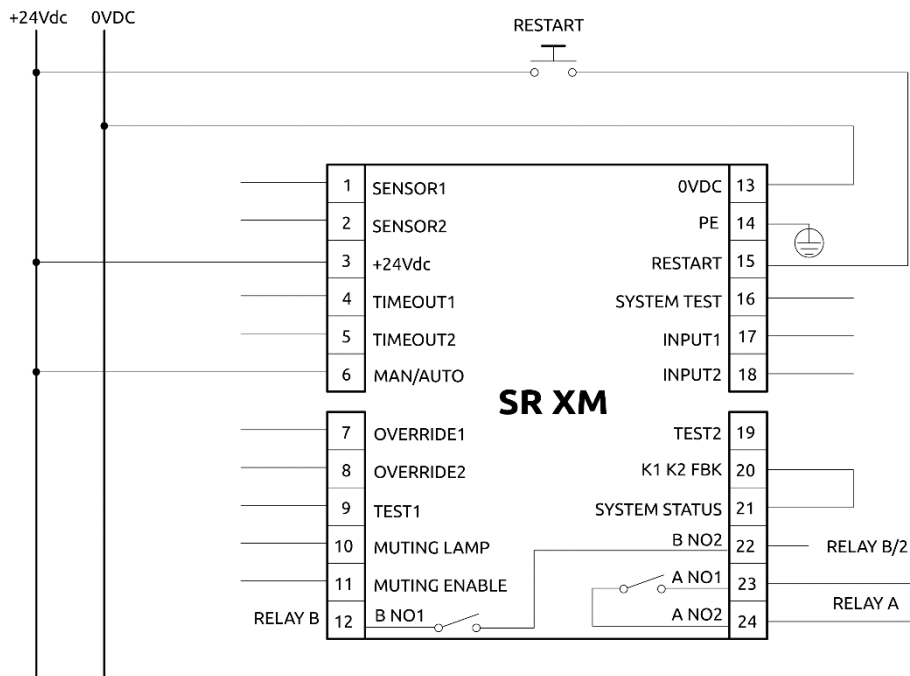 +24Vdc 0VDC
RESTART
1 SENSOR1 0VDC 13
2 SENSOR2 PE 14
3 +24Vdc RESTART 15
4 TIMEOUT1 SYSTEM TEST 16
5 TIMEOUT2 INPUT1 17
6 MAN/AUTO INPUT2 18
SR XM
7 OVERRIDE1 TEST2 19
8 OVERRIDE2 K1 K2 FBK 20
9 TEST1 SYSTEM STATUS 21
10 MUTING LAMP B NO2 22 RELAY B/2
11 MUTING ENABLE A NO1 23
RELAY A
RELAY B 12 B NO1 A NO2 24